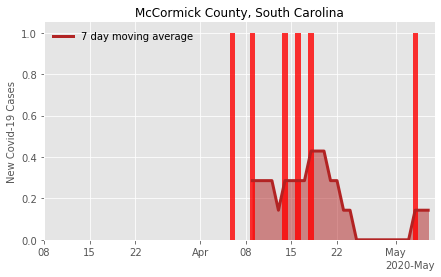 McCormick County, South Carolina
7 day moving average
New Covid-19 Cases
1.0
0.8
0.6
0.4
0.2
0.0
08 15 22 Apr 08 15 22 May
2020-May